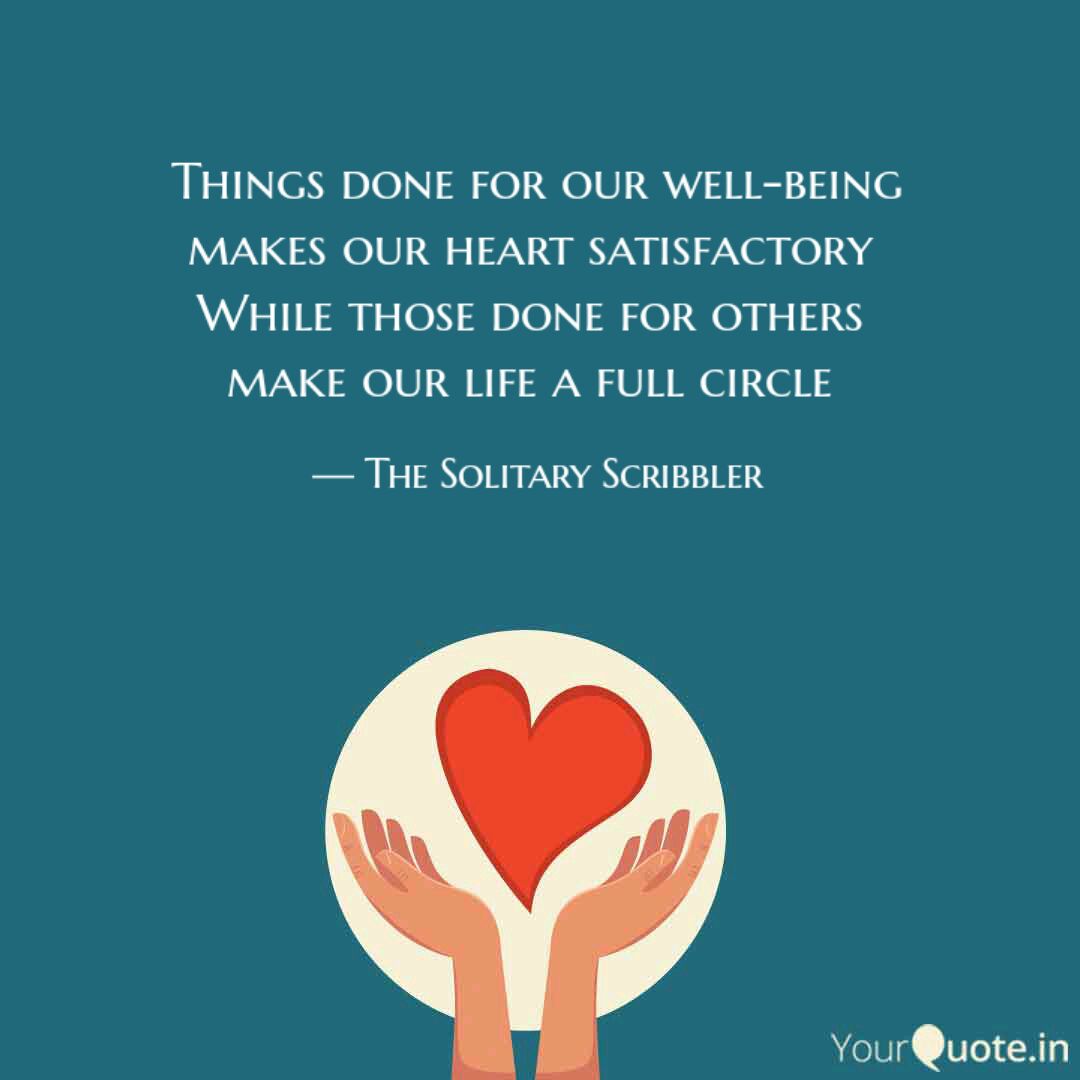 Things done for our well-being
makes our heart satisfactory
While those done for others
make our life a full circle
— The Solitary Scribbler
YourQuote.in